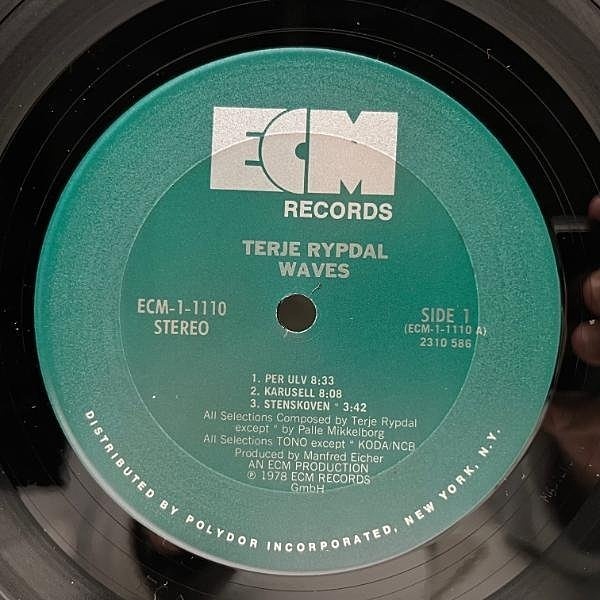 ECM
RECORDS
TERJE RYPDAL
WAVES
ECM-1-1110
STEREO
SIDE 1
(ECM-1-1110 A)
2310 586
1. PER ULV 8:33
2. KARUSELL 8:08
3. STENSKOVEN * 3:42
All Selections Composed by Terje Rypdal
except * by Palle Mikkelborg
All Selections TONO except * KODA/NCB
Produced by Manfred Eicher
AN ECM PRODUCTION
℗ 1978 ECM RECORDS
GmbH
DISTRIBUTED BY POLYDOR INCORPORATED, NEW YORK, N.Y.